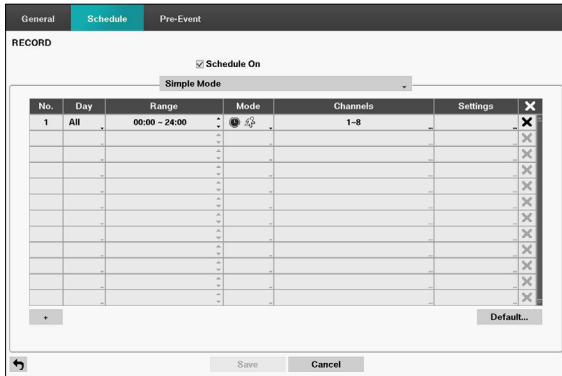 General Schedule Pre-Event
RECORD
Schedule On
Simple Mode
No. Day Range Mode Channels Settings
1 All 00:00 ~ 24:00 1~8
+ Default...
Save Cancel